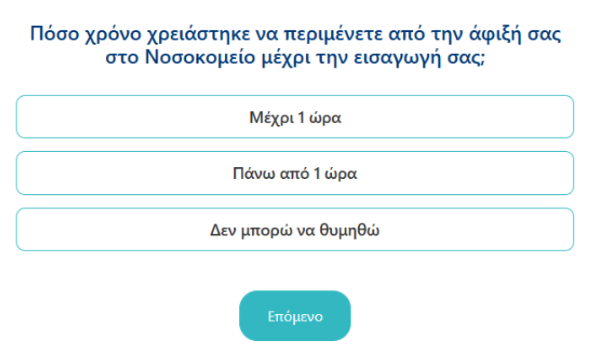 Πόσο χρόνο χρειάστηκε να περιμένετε από την άφιξή σας
στο Νοσοκομείο μέχρι την εισαγωγή σας;
Μέχρι 1 ώρα
Πάνω από 1 ώρα
Δεν μπορώ να θυμηθώ
Επόμενο